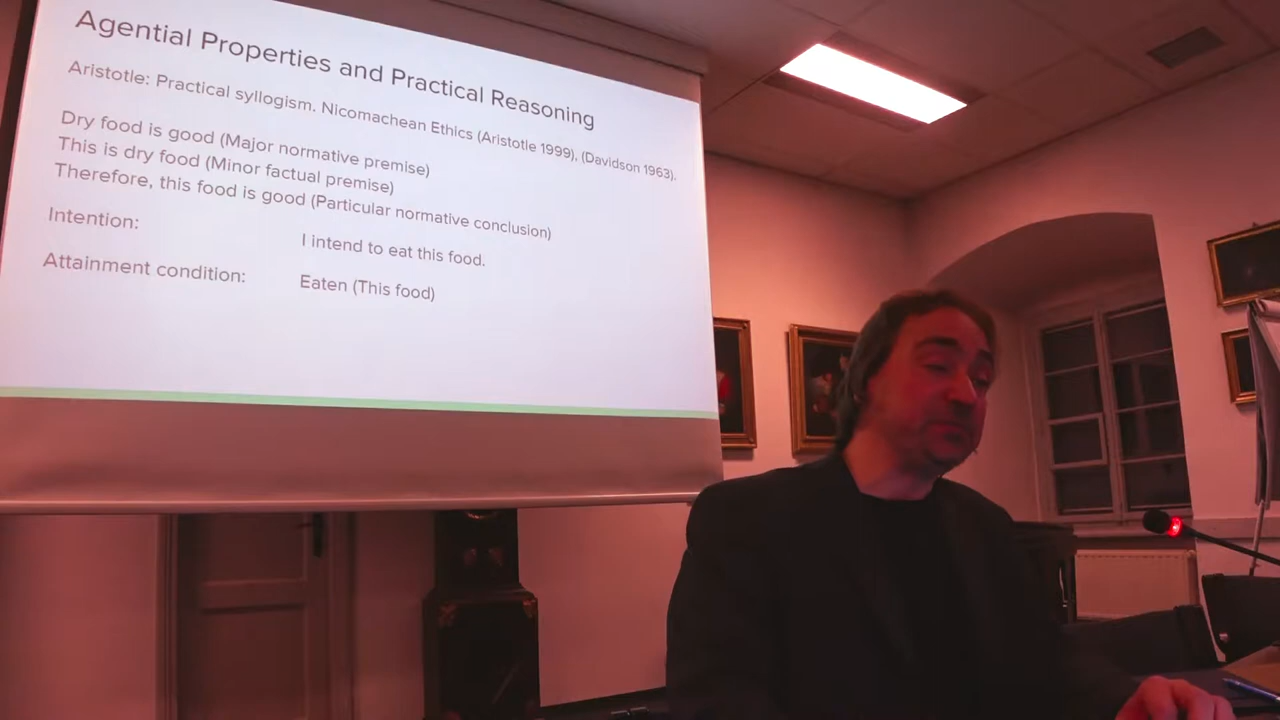 Agential Properties and Practical Reasoning
Aristotle: Practical syllogism. Nicomachean Ethics (Aristotle 1999), (Davidson 1963).
Dry food is good (Major normative premise)
This is dry food (Minor factual premise)
Therefore, this food is good (Particular normative conclusion)
Intention: I intend to eat this food.
Attainment condition: Eaten (This food)